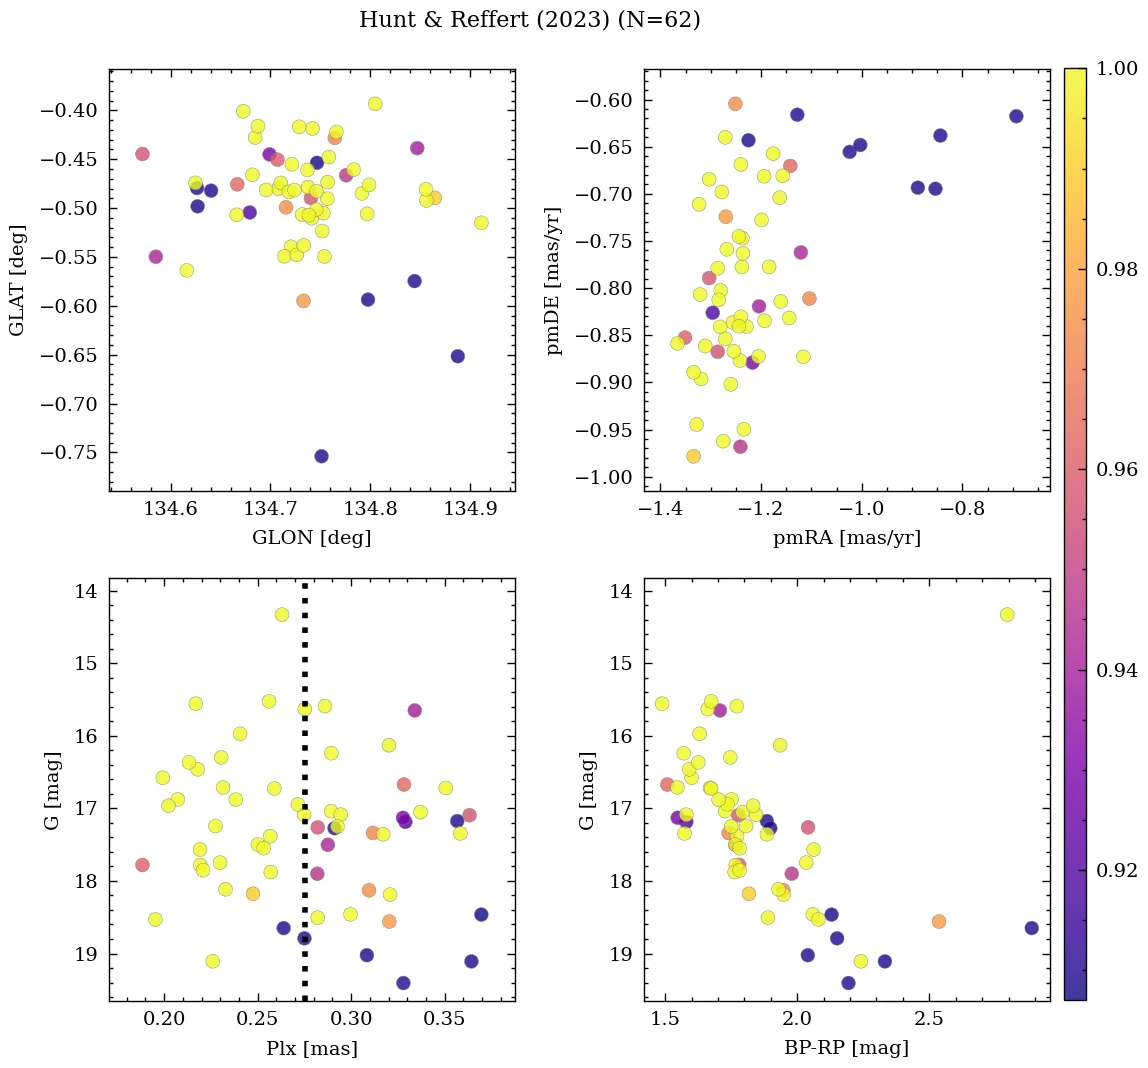 Hunt & Reffert (2023) (N=62)
−0.40
−0.45
−0.50
−0.55
−0.60
−0.65
−0.70
−0.75
GLAT [deg]
134.6 134.7 134.8 134.9
GLON [deg]
−0.60
−0.65
−0.70
−0.75
−0.80
−0.85
−0.90
−0.95
−1.00
pmDE [mas/yr]
−1.4 −1.2 −1.0 −0.8
pmRA [mas/yr]
1.00
0.98
0.96
0.94
0.92
14
15
16
17
18
19
G [mag]
0.20 0.25 0.30 0.35
Plx [mas]
14
15
16
17
18
19
G [mag]
1.5 2.0 2.5
BP-RP [mag]